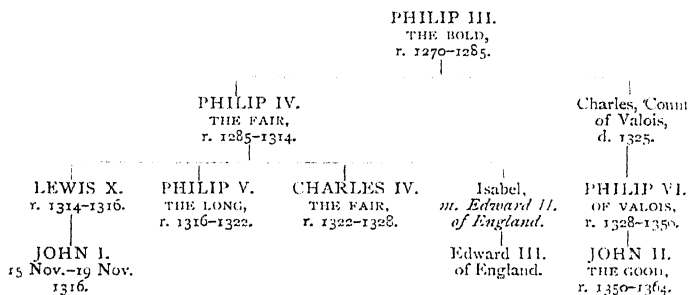 PHILIP III.
THE BOLD,
r. 1270–1285.
PHILIP IV.
THE FAIR,
r. 1285–1314.
Charles, Count
of Valois,
d. 1325.
LEWIS X.
r. 1314–1316.
PHILIP V.
THE LONG,
r. 1316–1322.
CHARLES IV.
THE FAIR,
r. 1322–1328.
Isabel,
m. Edward II.
of England.
PHILIP VI.
OF VALOIS,
r. 1328–1350.
JOHN I.
15 Nov.–19 Nov.
1316.
Edward III.
of England.
JOHN II.
THE GOOD,
r. 1350–1364.